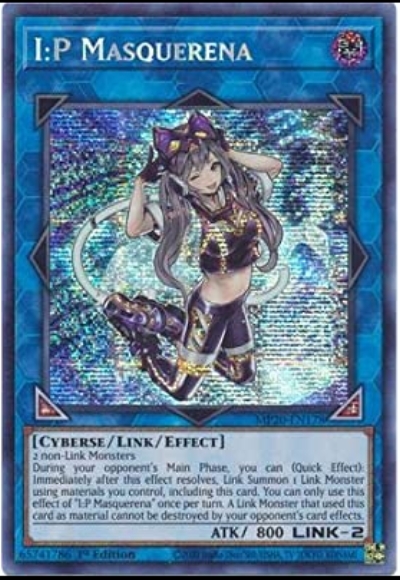 I:P MASQUERENA
MP20-EN178
[CYBERSE/LINK/EFFECT]
2 non-Link Monsters
During your opponent's Main Phase, you can (Quick Effect):
Immediately after this effect resolves, Link Summon 1 Link Monster
using materials you control, including this card. You can only use this
effect of "I:P Masquerena" once per turn. A Link Monster that used this
card as material cannot be destroyed by your opponent's card effects.
ATK/ 800 LINK-2
65741786 1st Edition